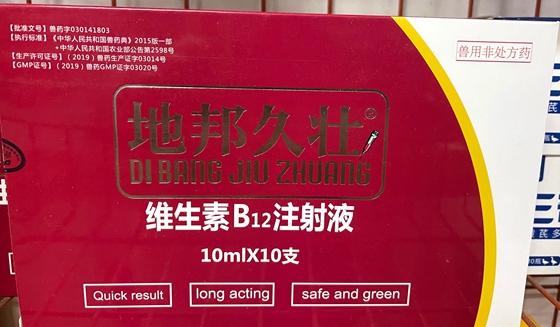 【批准文号】兽药字030141803
【执行标准】《中华人民共和国兽药典》2015版一部
+中华人民共和国农业部公告第2598号
【生产许可证号】(2019)兽药生产证字03014号
【GMP证号】(2019)兽药GMP证字03020号
兽用非处方药
地邦久壮®
DI BANG JIU ZHUANG
维生素B12注射液
10mlX10支
Quick result
long acting
safe and green